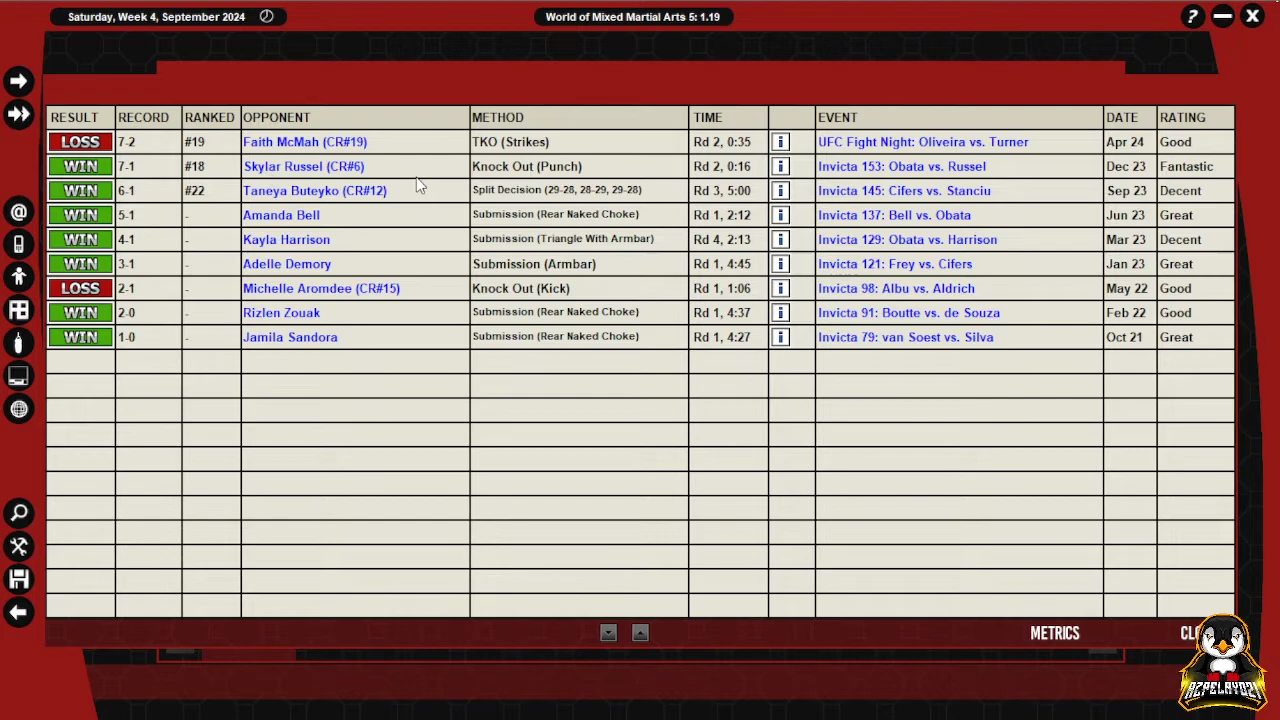 Saturday, Week 4, September 2024 World of Mixed Martial Arts 5: 1.19 ?
RESULT RECORD RANKED OPPONENT METHOD TIME EVENT DATE RATING
LOSS 7-2 #19 Faith McMah (CR#19) TKO (Strikes) Rd 2, 0:35 i UFC Fight Night: Oliveira vs. Turner Apr 24 Good
WIN 7-1 #18 Skylar Russel (CR#6) Knock Out (Punch) Rd 2, 0:16 i Invicta 153: Obata vs. Russel Dec 23 Fantastic
WIN 6-1 #22 Taneya Buteyko (CR#12) Split Decision (29-28, 28-29, 29-28) Rd 3, 5:00 i Invicta 145: Cifers vs. Stanciu Sep 23 Decent
WIN 5-1 - Amanda Bell Submission (Rear Naked Choke) Rd 1, 2:12 i Invicta 137: Bell vs. Obata Jun 23 Great
WIN 4-1 - Kayla Harrison Submission (Triangle With Armbar) Rd 4, 2:13 i Invicta 129: Obata vs. Harrison Mar 23 Decent
WIN 3-1 - Adelle Demory Submission (Armbar) Rd 1, 4:45 i Invicta 121: Frey vs. Cifers Jan 23 Great
LOSS 2-1 - Michelle Aromdee (CR#15) Knock Out (Kick) Rd 1, 1:06 i Invicta 98: Albu vs. Aldrich May 22 Good
WIN 2-0 - Rizlen Zouak Submission (Rear Naked Choke) Rd 1, 4:37 i Invicta 91: Boutte vs. de Souza Feb 22 Good
WIN 1-0 - Jamila Sandora Submission (Rear Naked Choke) Rd 1, 4:27 i Invicta 79: van Soest vs. Silva Oct 21 Great
METRICS